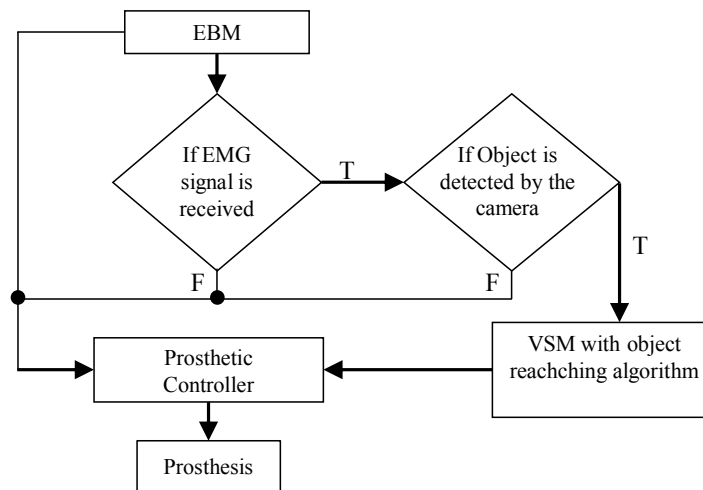 EBM
If EMG
signal is
received
T
If Object is
detected by the
camera
T
F
F
VSM with object
reachching algorithm
Prosthetic
Controller
Prosthesis